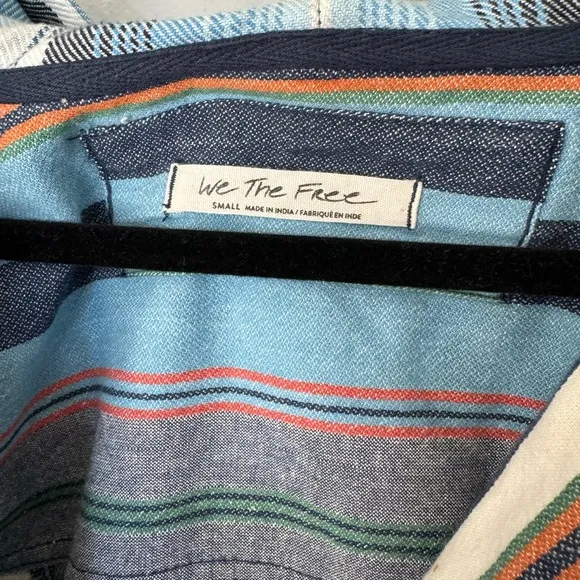 We The Free
SMALL MADE IN INDIA / FABRIQUÉ EN INDE